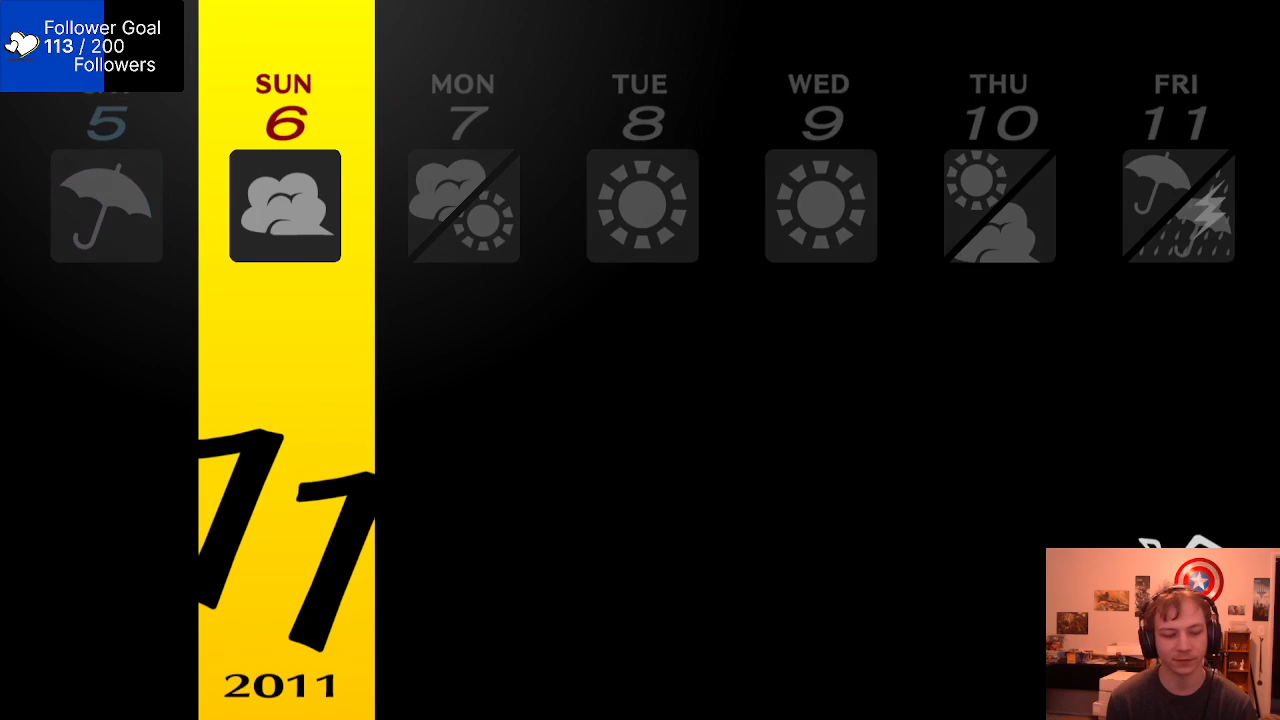 Follower Goal
113 / 200
Followers
5
SUN
6
MON
7
TUE
8
WED
9
THU
10
FRI
11
11
2011